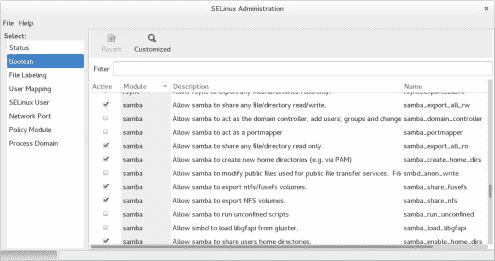 SELinux Administration
×
File Help
Select:
Status
Boolean
File Labeling
User Mapping
SELinux User
Network Port
Policy Module
Process Domain
Revert Customized
Filter
Active Module Description Name
samba Allow samba to share any file/directory read/write. samba_export_all_rw
samba Allow samba to act as the domain controller, add users, groups and change samba_domain_controller
samba Allow samba to act as a portmapper samba_portmapper
samba Allow samba to share any file/directory read only. samba_export_all_ro
samba Allow samba to create new home directories (e.g. via PAM) samba_create_home_dirs
samba Allow samba to modify public files used for public file transfer services. File smbd_anon_write
samba Allow samba to export ntfs/fusefs volumes. samba_share_fusefs
samba Allow samba to export NFS volumes. samba_share_nfs
samba Allow samba to run unconfined scripts samba_run_unconfined
samba Allow smbd to load libgfapi from gluster. samba_load_libgfapi
samba Allow samba to share users home directories. samba_enable_home_dirs